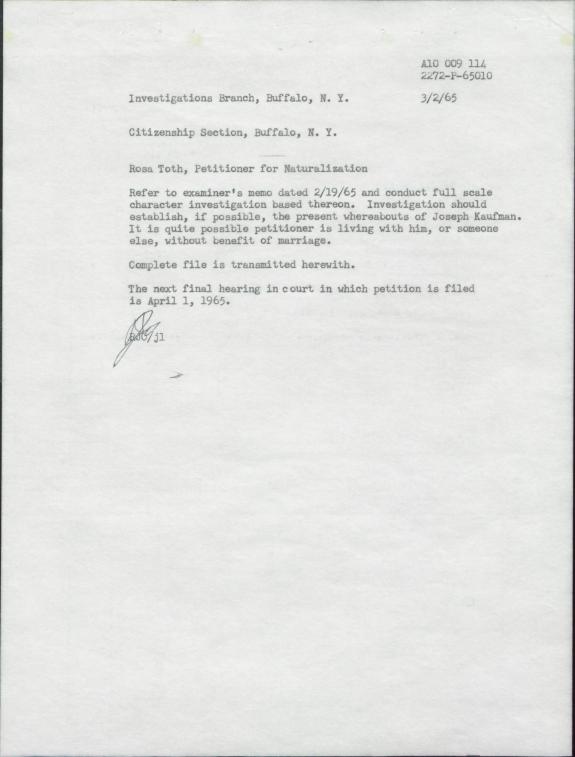 A10 009 114
2272-P-65010
Investigations Branch, Buffalo, N. Y. 3/2/65
Citizenship Section, Buffalo, N. Y.
Rosa Toth, Petitioner for Naturalization
Refer to examiner's memo dated 2/19/65 and conduct full scale
character investigation based thereon. Investigation should
establish, if possible, the present whereabouts of Joseph Kaufman.
It is quite possible petitioner is living with him, or someone
else, without benefit of marriage.
Complete file is transmitted herewith.
The next final hearing in court in which petition is filed
is April 1, 1965.